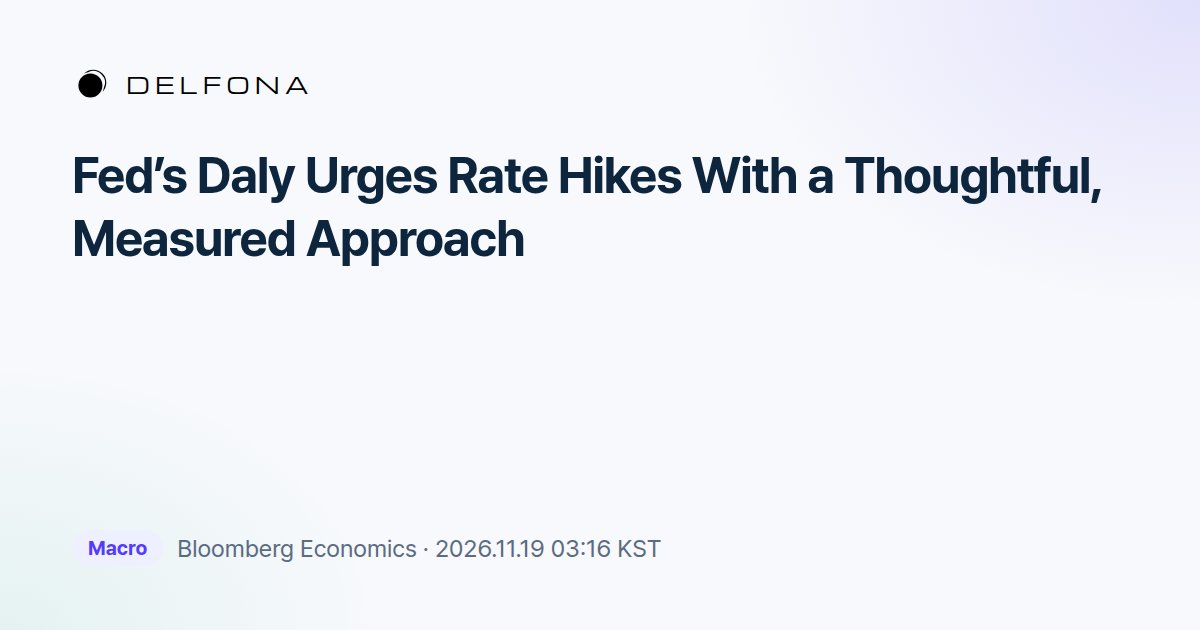 DELFONA
Fed’s Daly Urges Rate Hikes With a Thoughtful,
Measured Approach
Macro Bloomberg Economics · 2026.11.19 03:16 KST